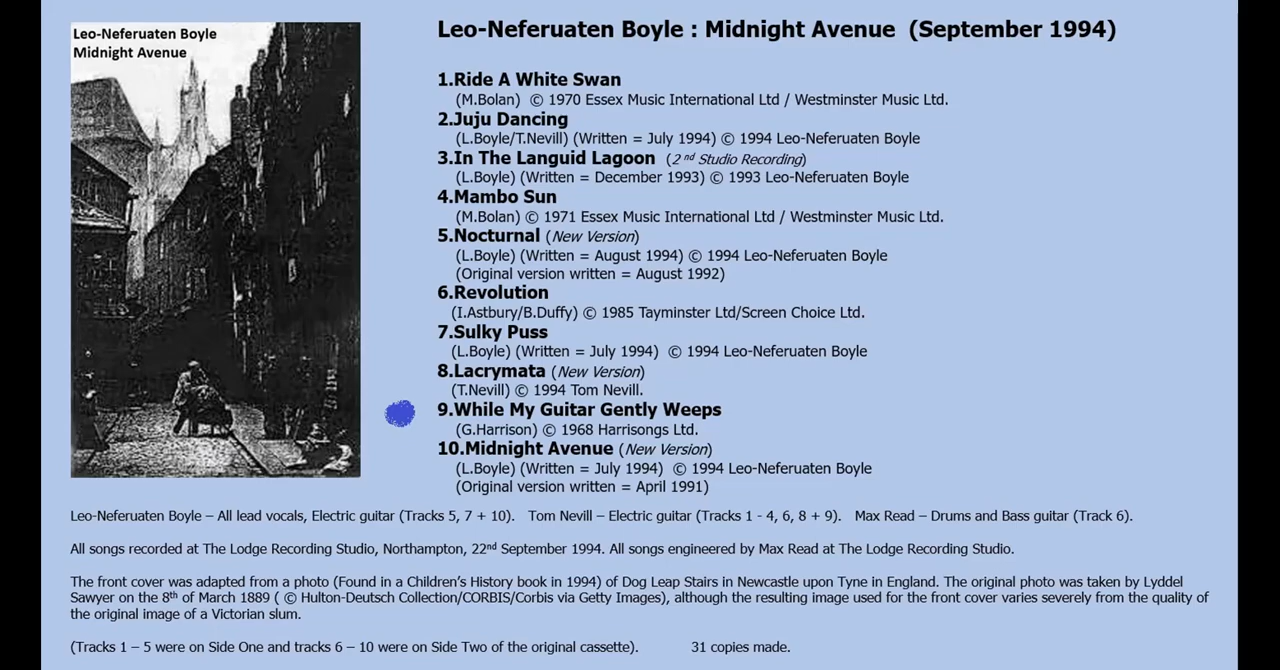 Leo-Neferuaten Boyle
Midnight Avenue
Leo-Neferuaten Boyle : Midnight Avenue (September 1994)
1.Ride A White Swan
(M.Bolan) © 1970 Essex Music International Ltd / Westminster Music Ltd.
2.Juju Dancing
(L.Boyle/T.Nevill) (Written = July 1994) © 1994 Leo-Neferuaten Boyle
3.In The Languid Lagoon (2nd Studio Recording)
(L.Boyle) (Written = December 1993) © 1993 Leo-Neferuaten Boyle
4.Mambo Sun
(M.Bolan) © 1971 Essex Music International Ltd / Westminster Music Ltd.
5.Nocturnal (New Version)
(L.Boyle) (Written = August 1994) © 1994 Leo-Neferuaten Boyle
(Original version written = August 1992)
6.Revolution
(I.Astbury/B.Duffy) © 1985 Tayminster Ltd/Screen Choice Ltd.
7.Sulky Puss
(L.Boyle) (Written = July 1994) © 1994 Leo-Neferuaten Boyle
8.Lacrymata (New Version)
(T.Nevill) © 1994 Tom Nevill.
9.While My Guitar Gently Weeps
(G.Harrison) © 1968 Harrisongs Ltd.
10.Midnight Avenue (New Version)
(L.Boyle) (Written = July 1994) © 1994 Leo-Neferuaten Boyle
(Original version written = April 1991)
Leo-Neferuaten Boyle – All lead vocals, Electric guitar (Tracks 5, 7 + 10). Tom Nevill – Electric guitar (Tracks 1 - 4, 6, 8 + 9). Max Read – Drums and Bass guitar (Track 6).
All songs recorded at The Lodge Recording Studio, Northampton, 22nd September 1994. All songs engineered by Max Read at The Lodge Recording Studio.
The front cover was adapted from a photo (Found in a Children's History book in 1994) of Dog Leap Stairs in Newcastle upon Tyne in England. The original photo was taken by Lyddel
Sawyer on the 8th of March 1889 ( © Hulton-Deutsch Collection/CORBIS/Corbis via Getty Images), although the resulting image used for the front cover varies severely from the quality of
the original image of a Victorian slum.
(Tracks 1 – 5 were on Side One and tracks 6 – 10 were on Side Two of the original cassette). 31 copies made.